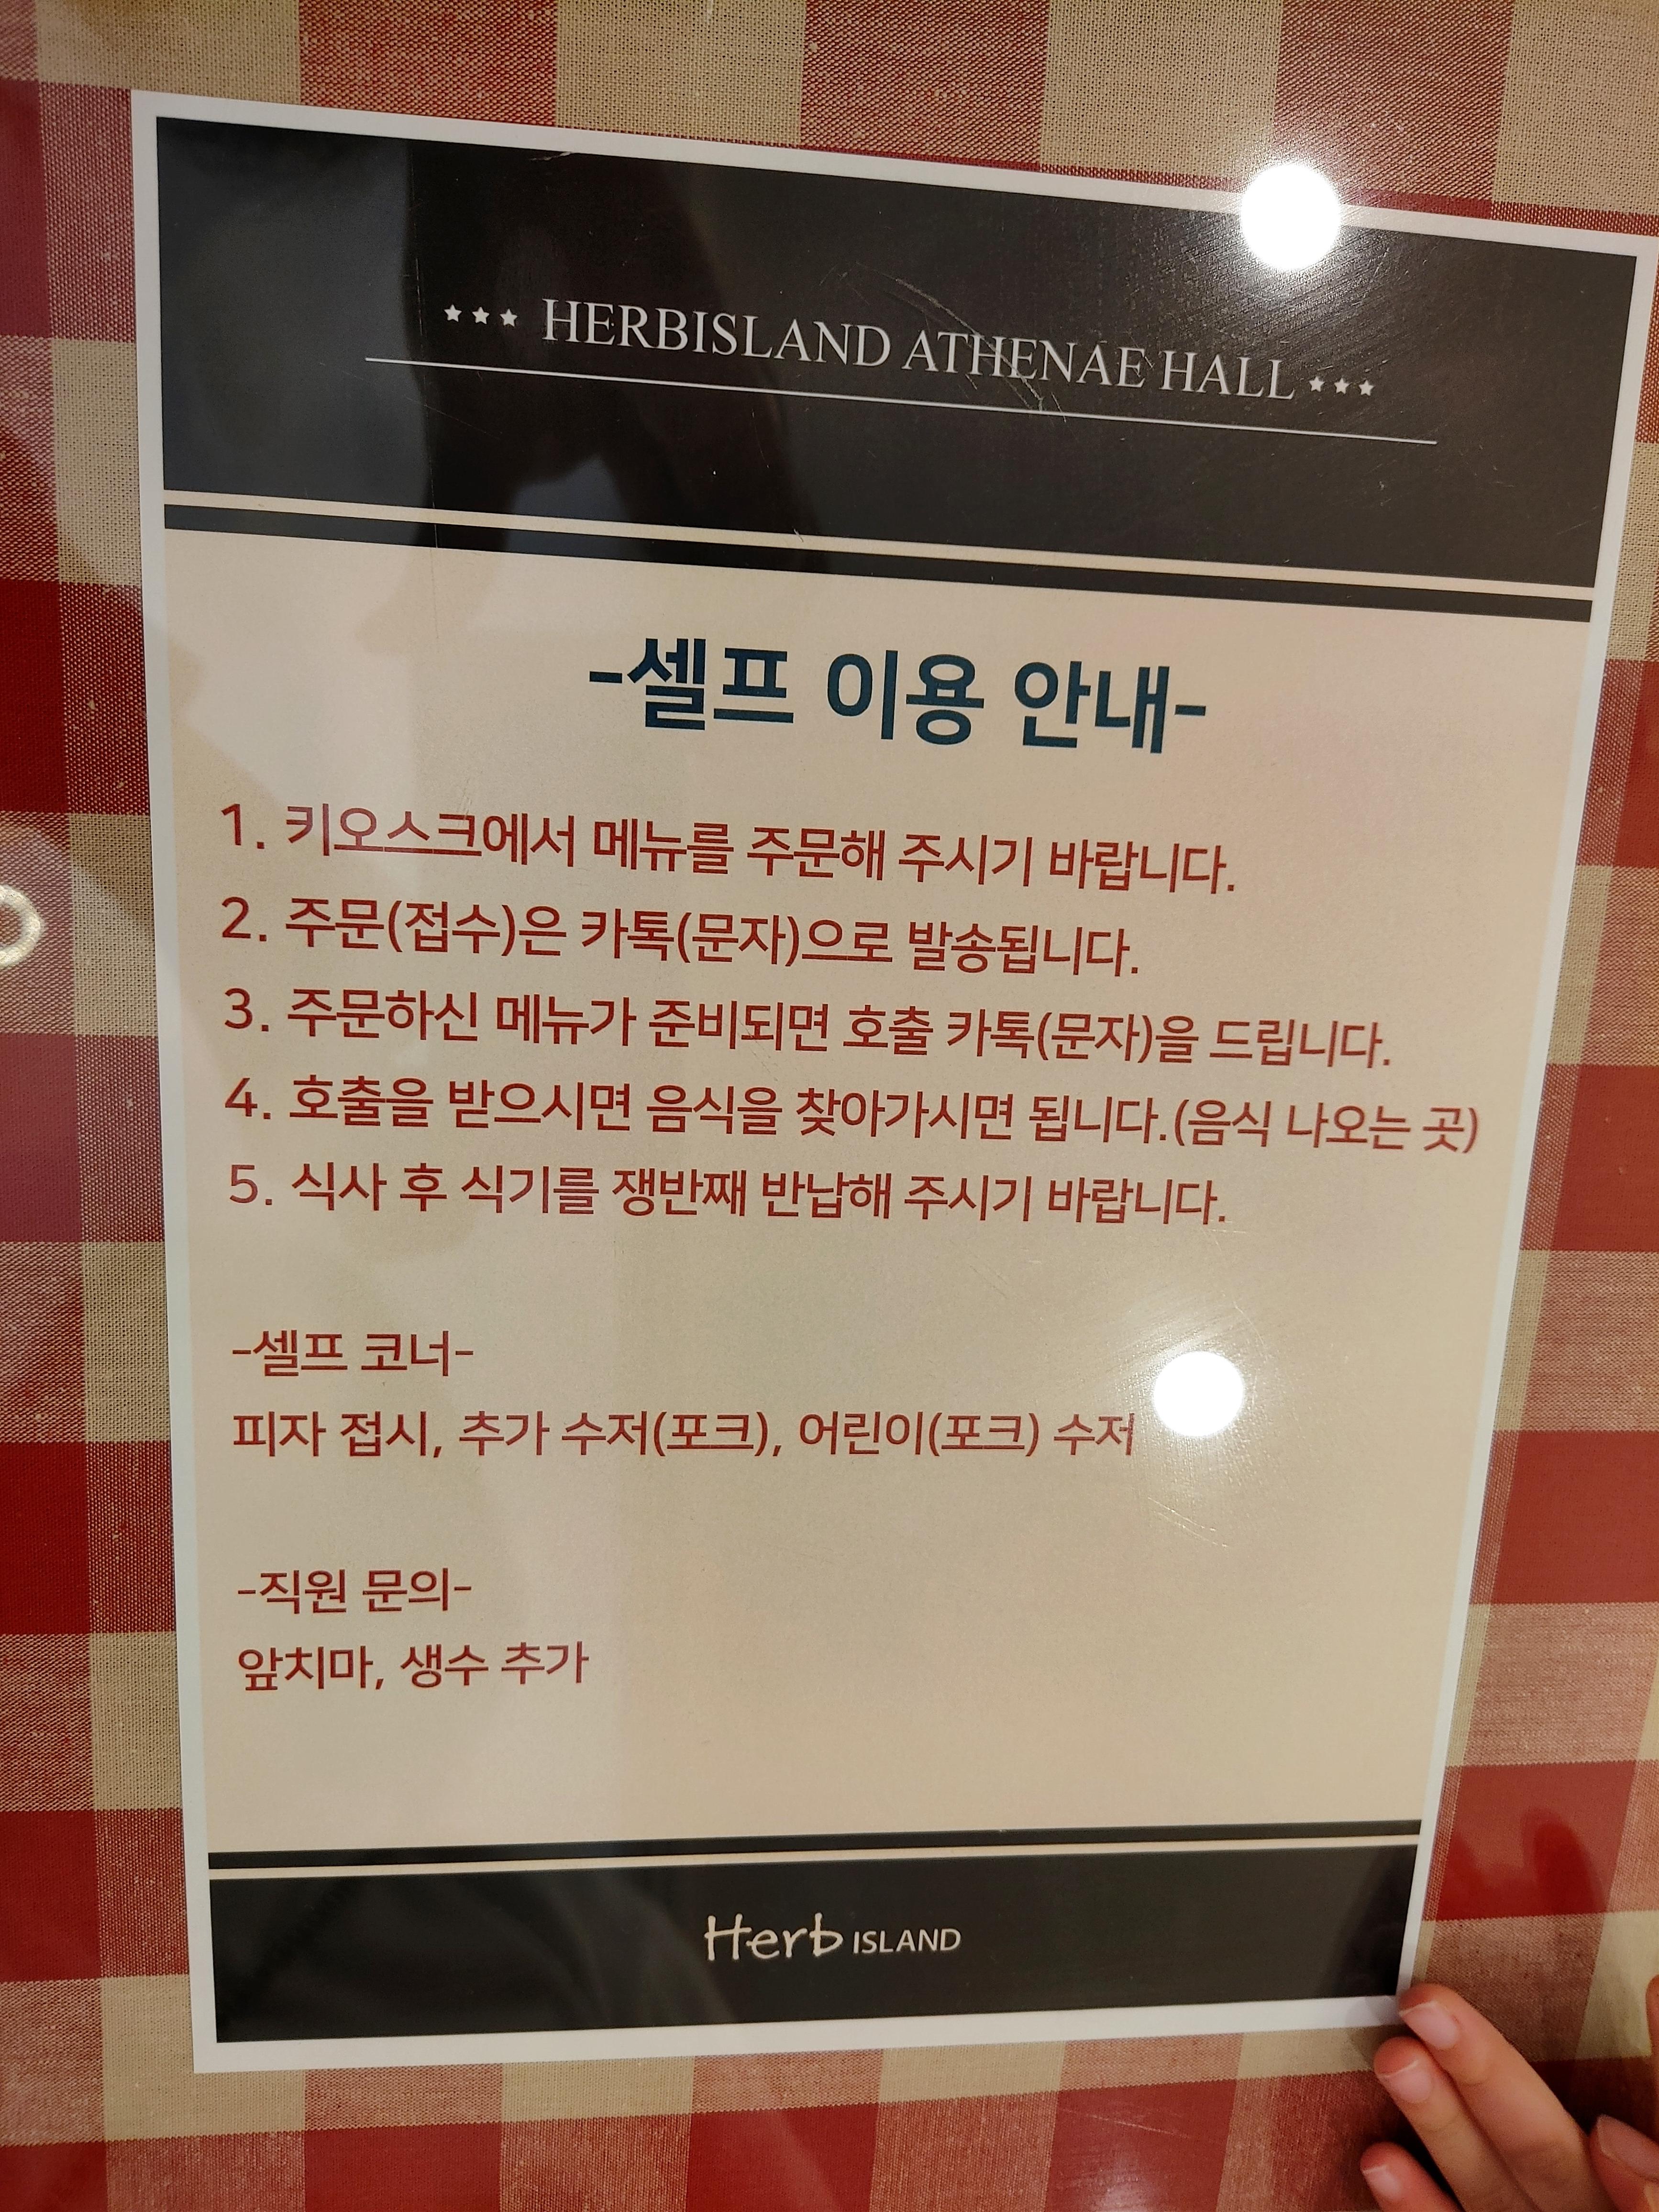 *** HERBISLAND ATHENAE HALL ***
-셀프 이용 안내-
1. 키오스크에서 메뉴를 주문해 주시기 바랍니다.
2. 주문(접수)은 카톡(문자)으로 발송됩니다.
3. 주문하신 메뉴가 준비되면 호출 카톡(문자)을 드립니다.
4. 호출을 받으시면 음식을 찾아가시면 됩니다.(음식 나오는 곳)
5. 식사 후 식기를 쟁반째 반납해 주시기 바랍니다.
-셀프 코너-
피자 접시, 추가 수저(포크), 어린이(포크) 수저
-직원 문의-
앞치마, 생수 추가
Herb ISLAND